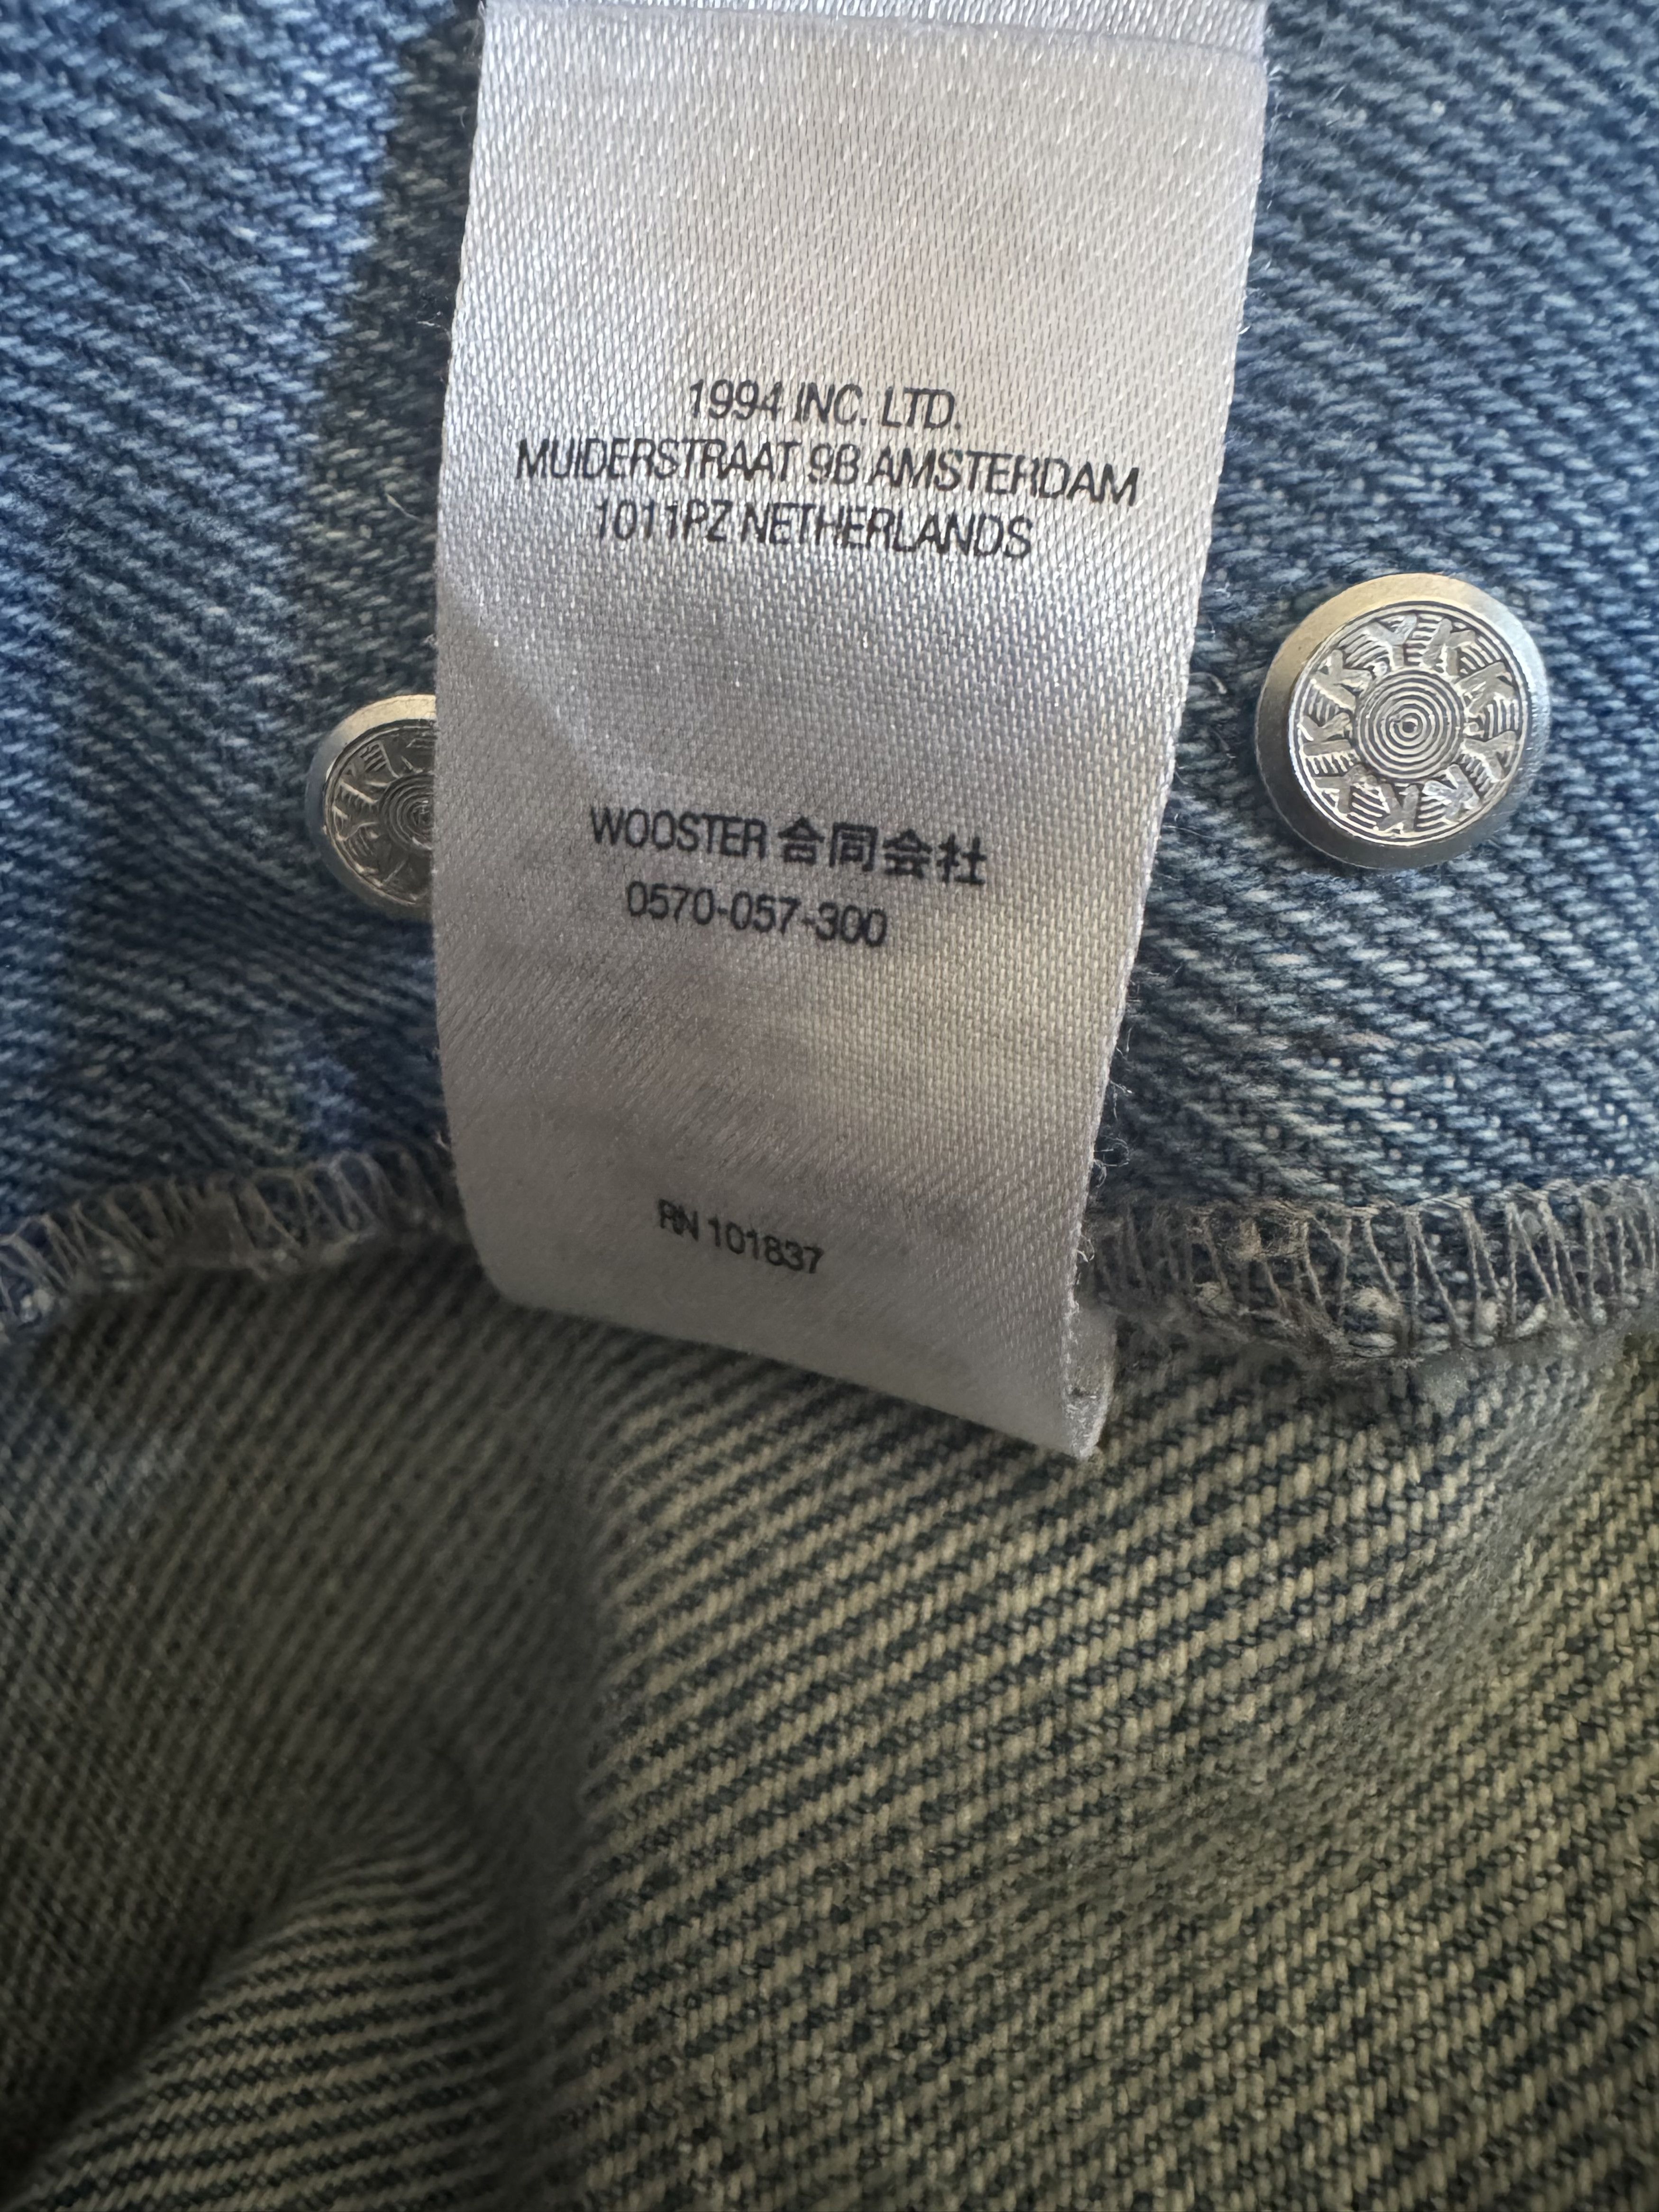 1994 INC. LTD.
MUIDERSTRAAT 9B AMSTERDAM
1011PZ NETHERLANDS
WOOSTER 合同会社
0570-057-300
RN 101837